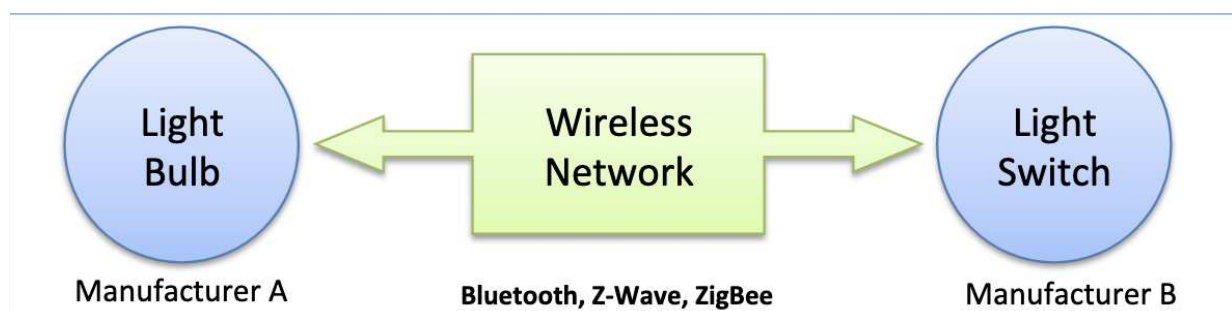 Light
Bulb
Wireless
Network
Light
Switch
Manufacturer A
Bluetooth, Z-Wave, ZigBee
Manufacturer B